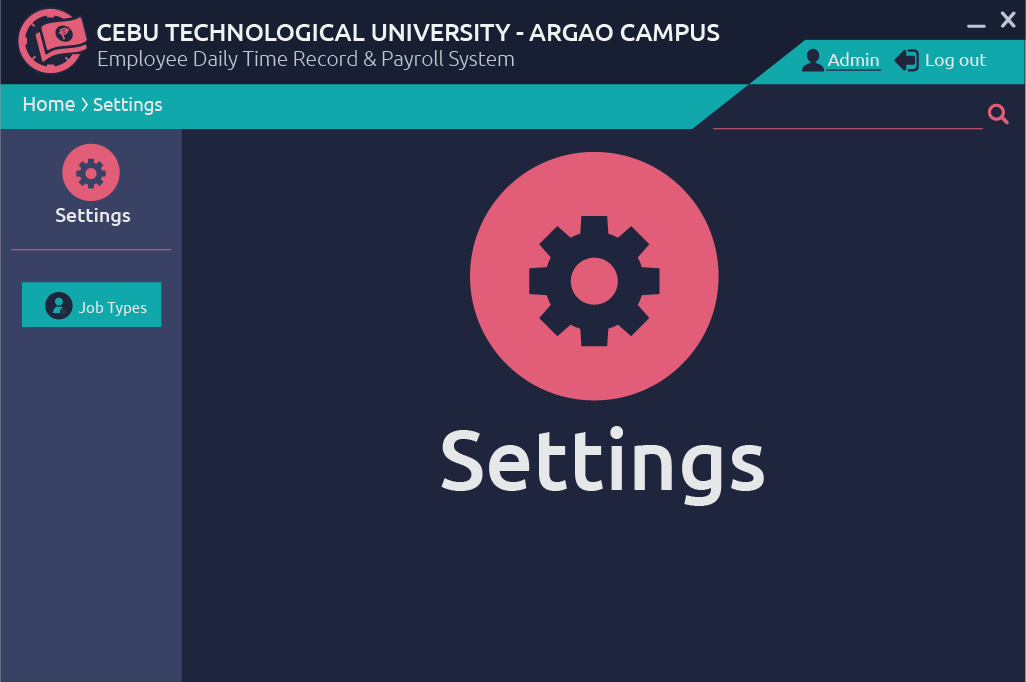 CEBU TECHNOLOGICAL UNIVERSITY - ARGAO CAMPUS
Employee Daily Time Record & Payroll System
Admin
Log out
Home > Settings
Settings
Job Types
Settings